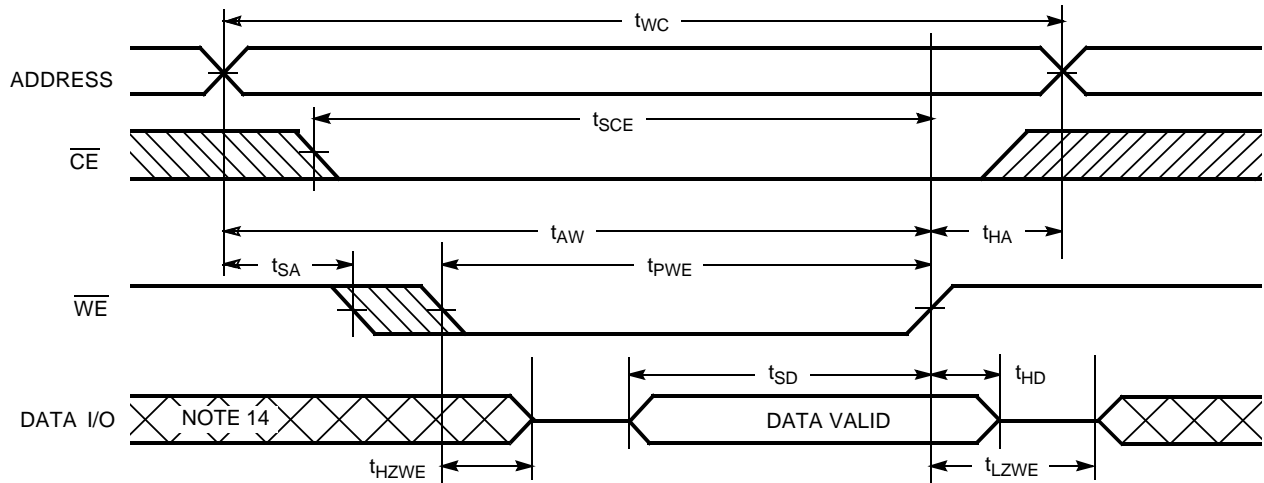 tWC
ADDRESS
tSCE
CE
tAW
tHA
tSA
tPWE
WE
tSD
tHD
DATA I/O
NOTE 14
DATA VALID
tHZWE
tLZWE